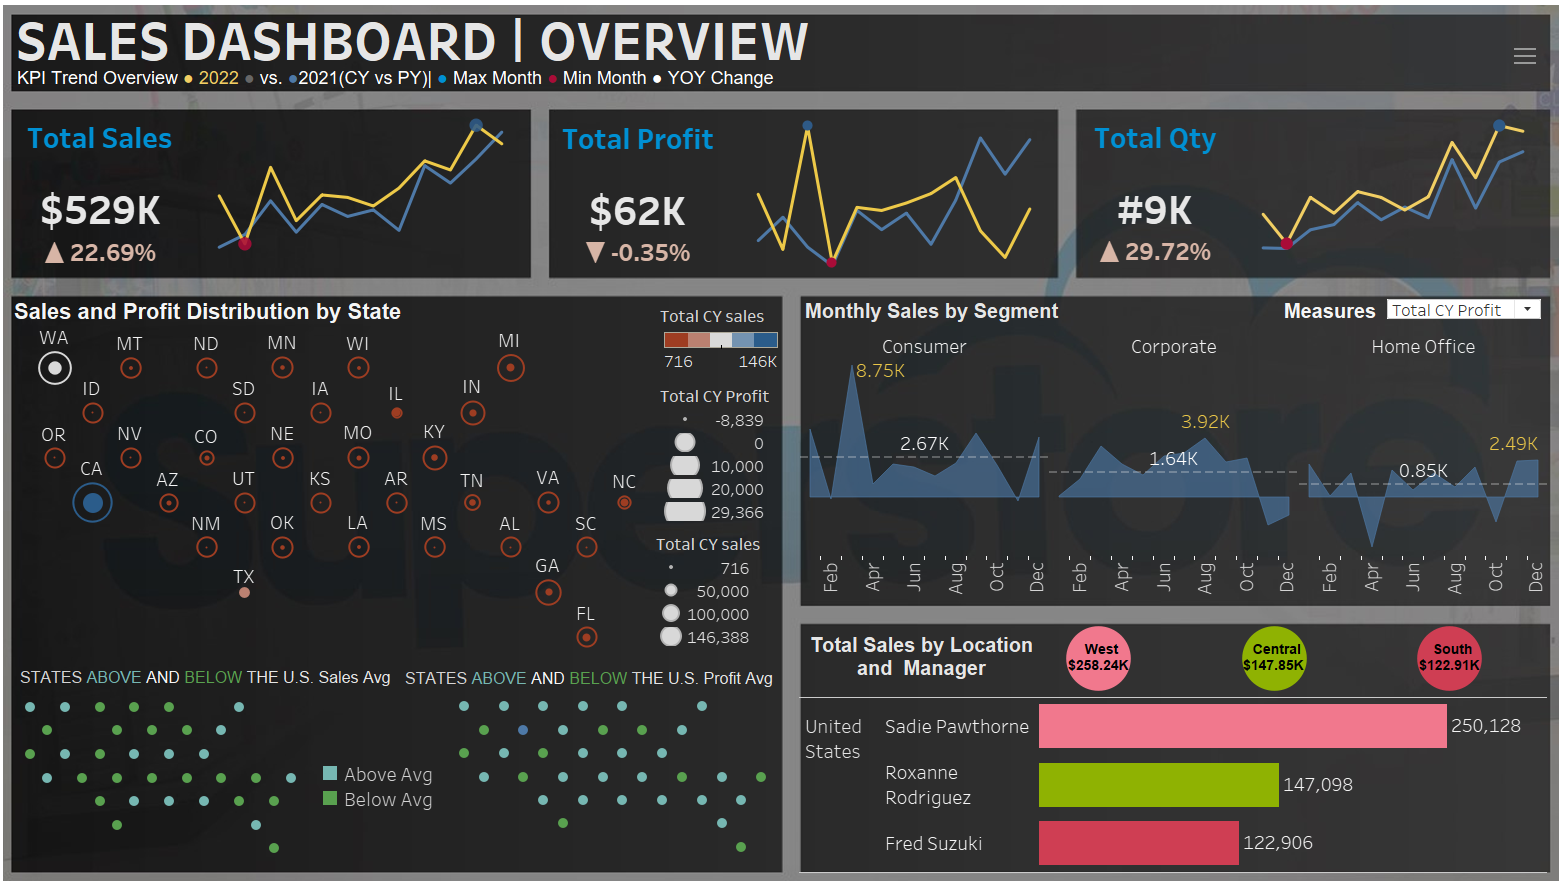 SALES DASHBOARD | OVERVIEW
KPI Trend Overview ● 2022 ● vs. ●2021(CY vs PY)| ● Max Month ● Min Month ● YOY Change
Total Sales
$529K
▲ 22.69%
Total Profit
$62K
▼ -0.35%
Total Qty
#9K
▲ 29.72%
Sales and Profit Distribution by State
WA
MT
ND
MN
WI
MI
ID
SD
IA
IL
IN
OR
NV
CO
NE
MO
KY
CA
AZ
UT
KS
AR
TN
VA
NC
NM
OK
LA
MS
AL
SC
TX
GA
FL
Total CY sales
716 146K
Total CY Profit
-8,839
0
10,000
20,000
29,366
Total CY sales
716
50,000
100,000
146,388
STATES ABOVE AND BELOW THE U.S. Sales Avg
STATES ABOVE AND BELOW THE U.S. Profit Avg
Above Avg
Below Avg
Monthly Sales by Segment
Measures Total CY Profit
Consumer Corporate Home Office
8.75K
2.67K
3.92K
1.64K
2.49K
0.85K
Feb Apr Jun Aug Oct Dec Feb Apr Jun Aug Oct Dec Feb Apr Jun Aug Oct Dec
Total Sales by Location
and Manager
West
$258.24K
Central
$147.85K
South
$122.91K
United
States
Sadie Pawthorne 250,128
Roxanne
Rodriguez 147,098
Fred Suzuki 122,906
Superstore